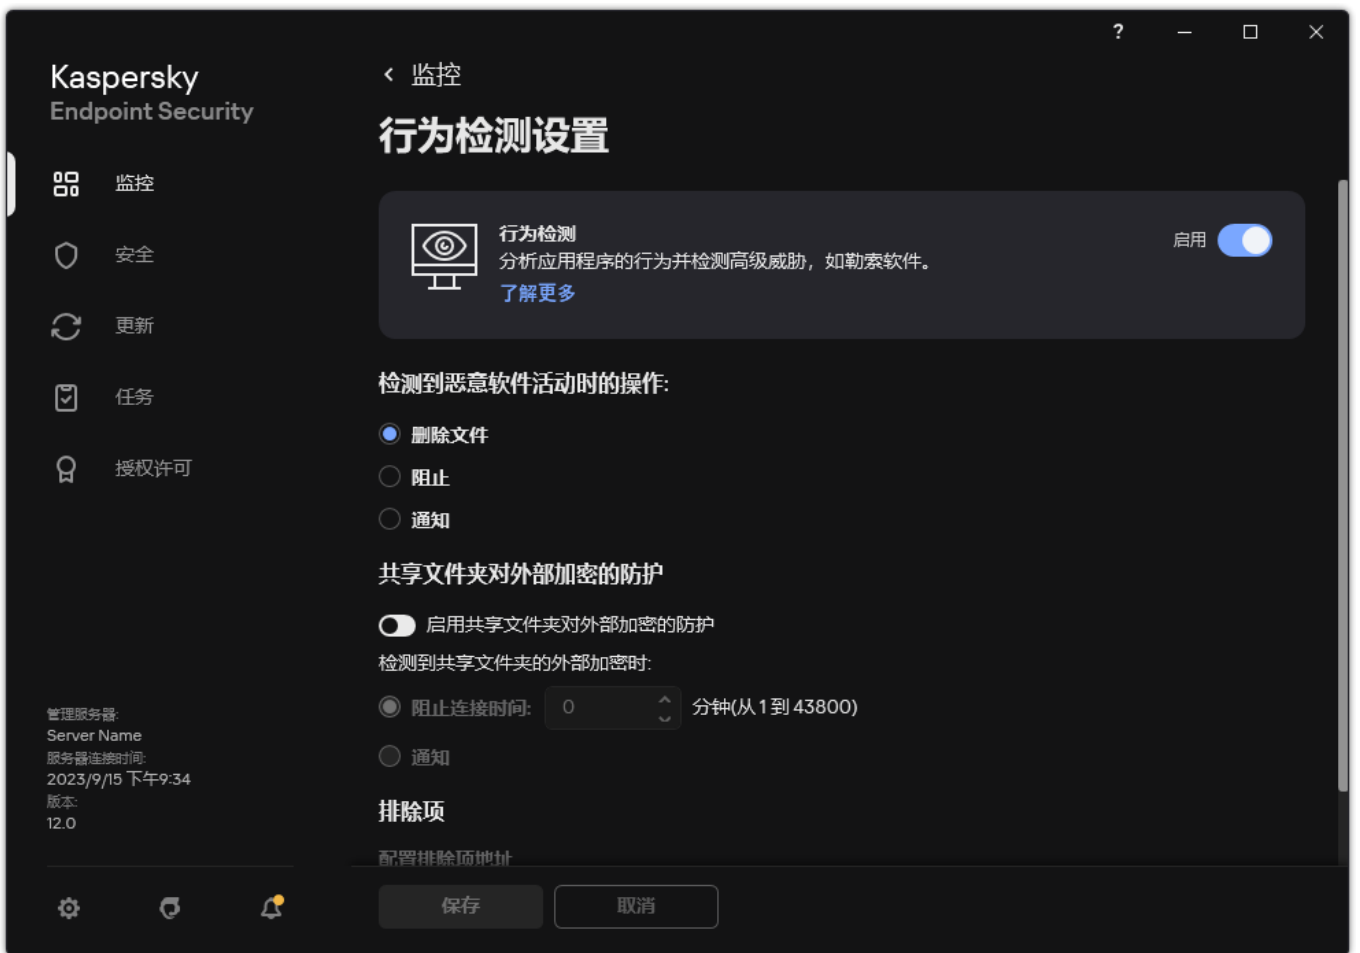 ?
Kaspersky
Endpoint Security
监控
安全
更新
任务
授权许可
管理服务器:
Server Name
服务器连接时间:
2023/9/15 下午9:34
版本:
12.0
监控
行为检测设置
行为检测
分析应用程序的行为并检测高级威胁，如勒索软件。
了解更多
启用
检测到恶意软件活动时的操作:
删除文件
阻止
通知
共享文件夹对外部加密的防护
启用共享文件夹对外部加密的防护
检测到共享文件夹的外部加密时:
阻止连接时间: 0 分钟(从 1 到 43800)
通知
排除项
配置排除项地址
保存
取消